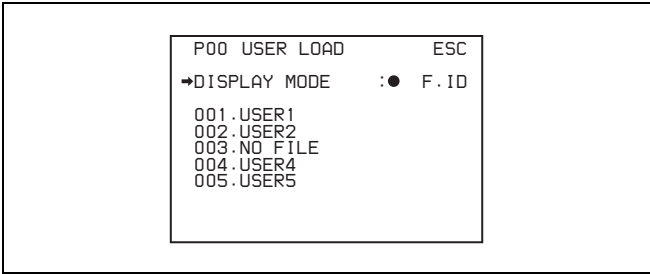 P00 USER LOAD ESC
➡DISPLAY MODE :● F.ID
001.USER1
002.USER2
003.NO FILE
004.USER4
005.USER5